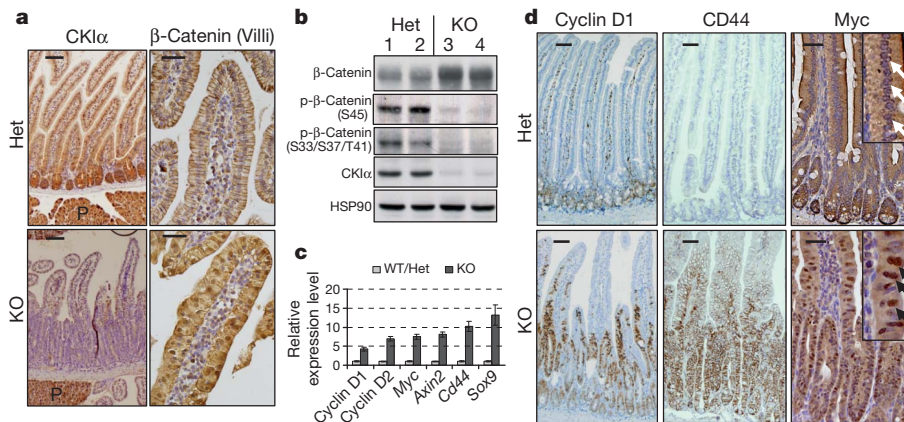 a
CKIα
β-Catenin (Villi)
Het
P
KO
P
b
Het KO
1 2 3 4
β-Catenin
p-β-Catenin
(S45)
p-β-Catenin
(S33/S37/T41)
CKIα
HSP90
c
WT/Het KO
Relative
expression level
20
15
10
5
0
Cyclin D1
Cyclin D2
Myc
Axin2
Cd44
Sox9
d
Cyclin D1
CD44
Myc
Het
KO